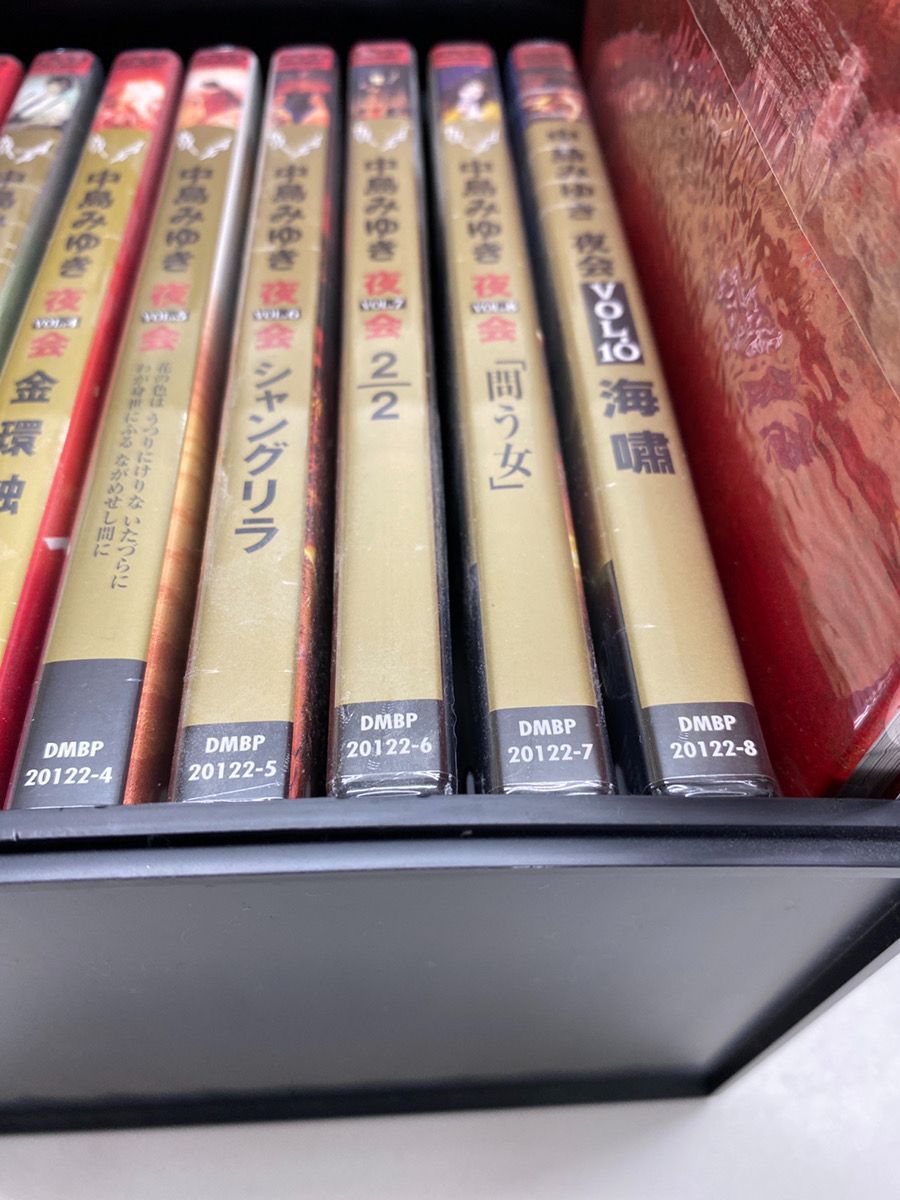 中島みゆき 夜会 VOL.4 金環蝕
中島みゆき 夜会 VOL.5
花の色は うつりにけりな いたづらに
わが身世にふる ながめせし間に
DMBP
20122-4
中島みゆき 夜会 VOL.6 シャングリラ
DMBP
20122-5
中島みゆき 夜会 VOL.7 2/2
DMBP
20122-6
中島みゆき 夜会 VOL.8 「問う女」
DMBP
20122-7
中島みゆき 夜会 VOL.10 海嘯
DMBP
20122-8